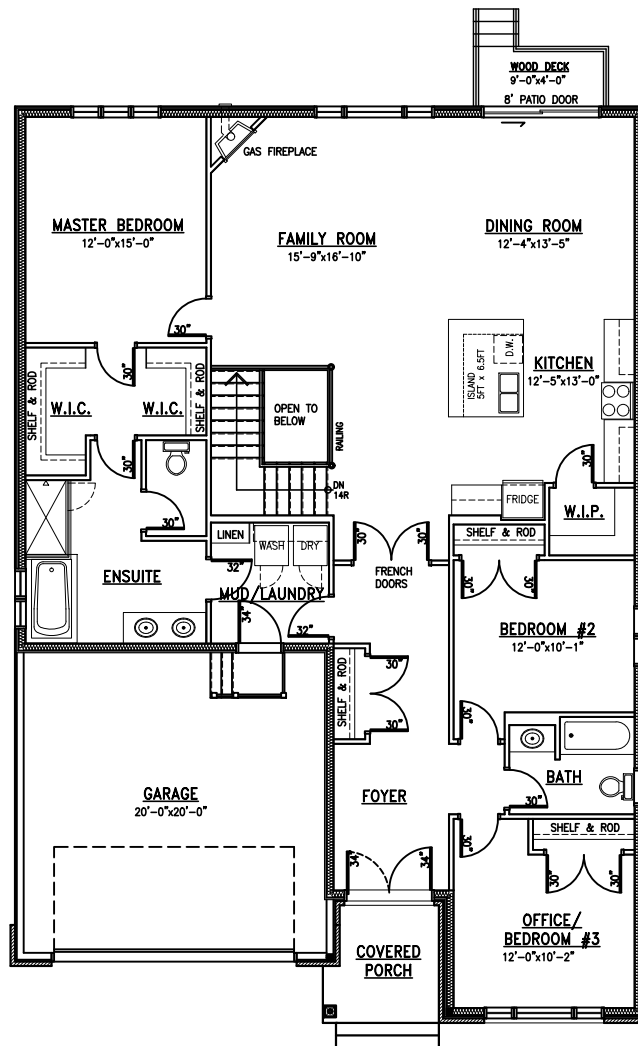 WOOD DECK
9'-0"x4'-0"
8' PATIO DOOR
GAS FIREPLACE
MASTER BEDROOM
12'-0"x15'-0"
FAMILY ROOM
15'-9"x16'-10"
DINING ROOM
12'-4"x13'-5"
30"
SHELF & ROD
W.I.C.
30"
W.I.C.
SHELF & ROD
OPEN TO
BELOW
RAILING
ISLAND
5FT x 6.5FT
D.W.
KITCHEN
12'-5"x13'-0"
30"
30"
DN
14R
30"
FRIDGE
W.I.P.
LINEN
WASH
DRY
30"
30"
FRENCH
DOORS
SHELF & ROD
30"
30"
ENSUITE
32"
MUD/LAUNDRY
34"
32"
BEDROOM #2
12'-0"x10'-1"
SHELF & ROD
30"
30"
30"
GARAGE
20'-0"x20'-0"
FOYER
BATH
30"
30"
SHELF & ROD
30"
30"
34"
34"
OFFICE/
BEDROOM #3
12'-0"x10'-2"
COVERED
PORCH